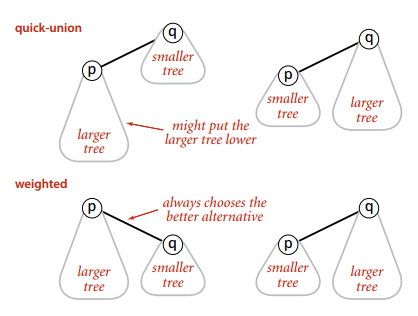 quick-union
q
q
p
smaller
tree
p
smaller
tree
larger
tree
might put the
larger tree lower
larger
tree
weighted
p
always chooses the
better alternative
q
q
p
larger
tree
smaller
tree
smaller
tree
larger
tree